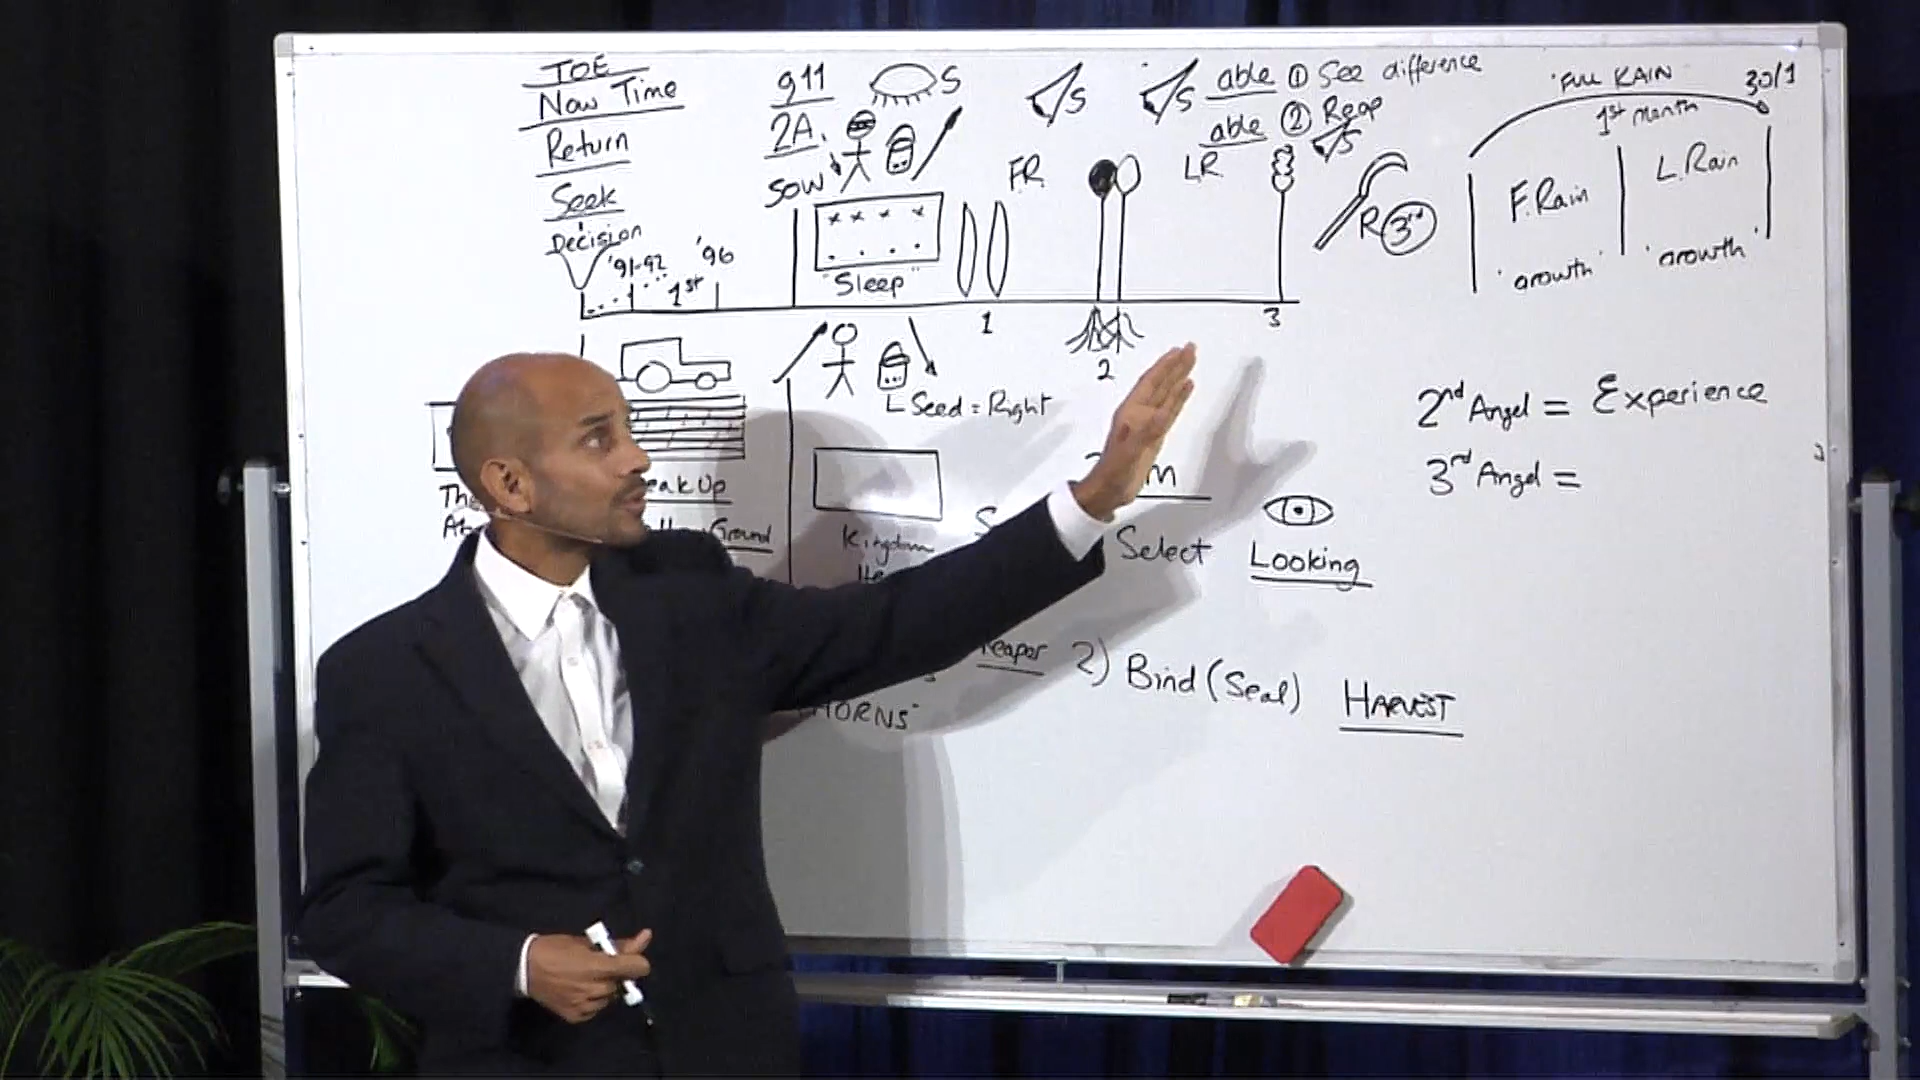 TOE
Now Time
Return
Seek
Decision
'91-92
'96
1st
911
S
2A.
sow
"Sleep"
FR.
S
S
LR.
able ① See difference
able ② Reap
S
R 3rd
"FULL RAIN"
30/1
1st month
F. Rain
L. Rain
"growth"
"growth"
1
2
3
L Seed = Right
2nd Angel = Experience
3rd Angel =
eak Up
Ground
Kingdom
m
Select
Looking
Reaper 2) Bind (Seal) HARVEST
THORNS"